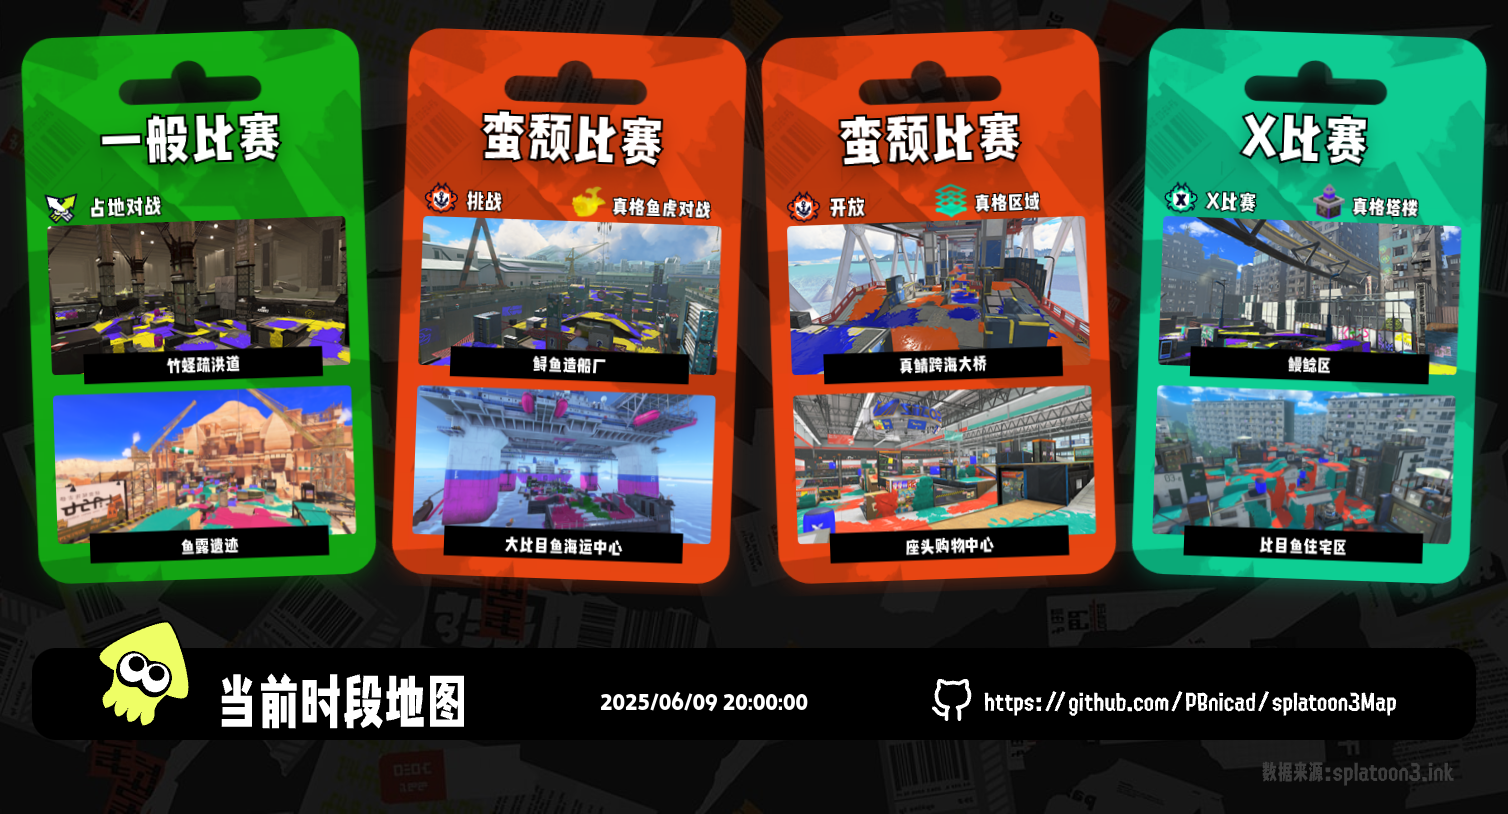 一般比赛
占地对战
竹蛏疏洪道
鱼露遗迹
蛮颓比赛
挑战
真格鱼虎对战
鲟鱼造船厂
大比目鱼海运中心
蛮颓比赛
开放
真格区域
真鲭跨海大桥
座头购物中心
X比赛
X比赛
真格塔楼
鳗鲶区
比目鱼住宅区
当前时段地图
2025/06/09 20:00:00
https://github.com/PBnicad/splatoon3Map
数据来源:splatoon3.ink